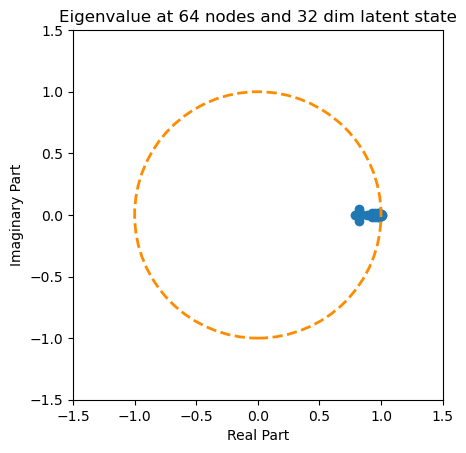 Eigenvalue at 64 nodes and 32 dim latent state
1.5
1.0
0.5
0.0
−0.5
−1.0
−1.5
Imaginary Part
−1.5 −1.0 −0.5 0.0 0.5 1.0 1.5
Real Part